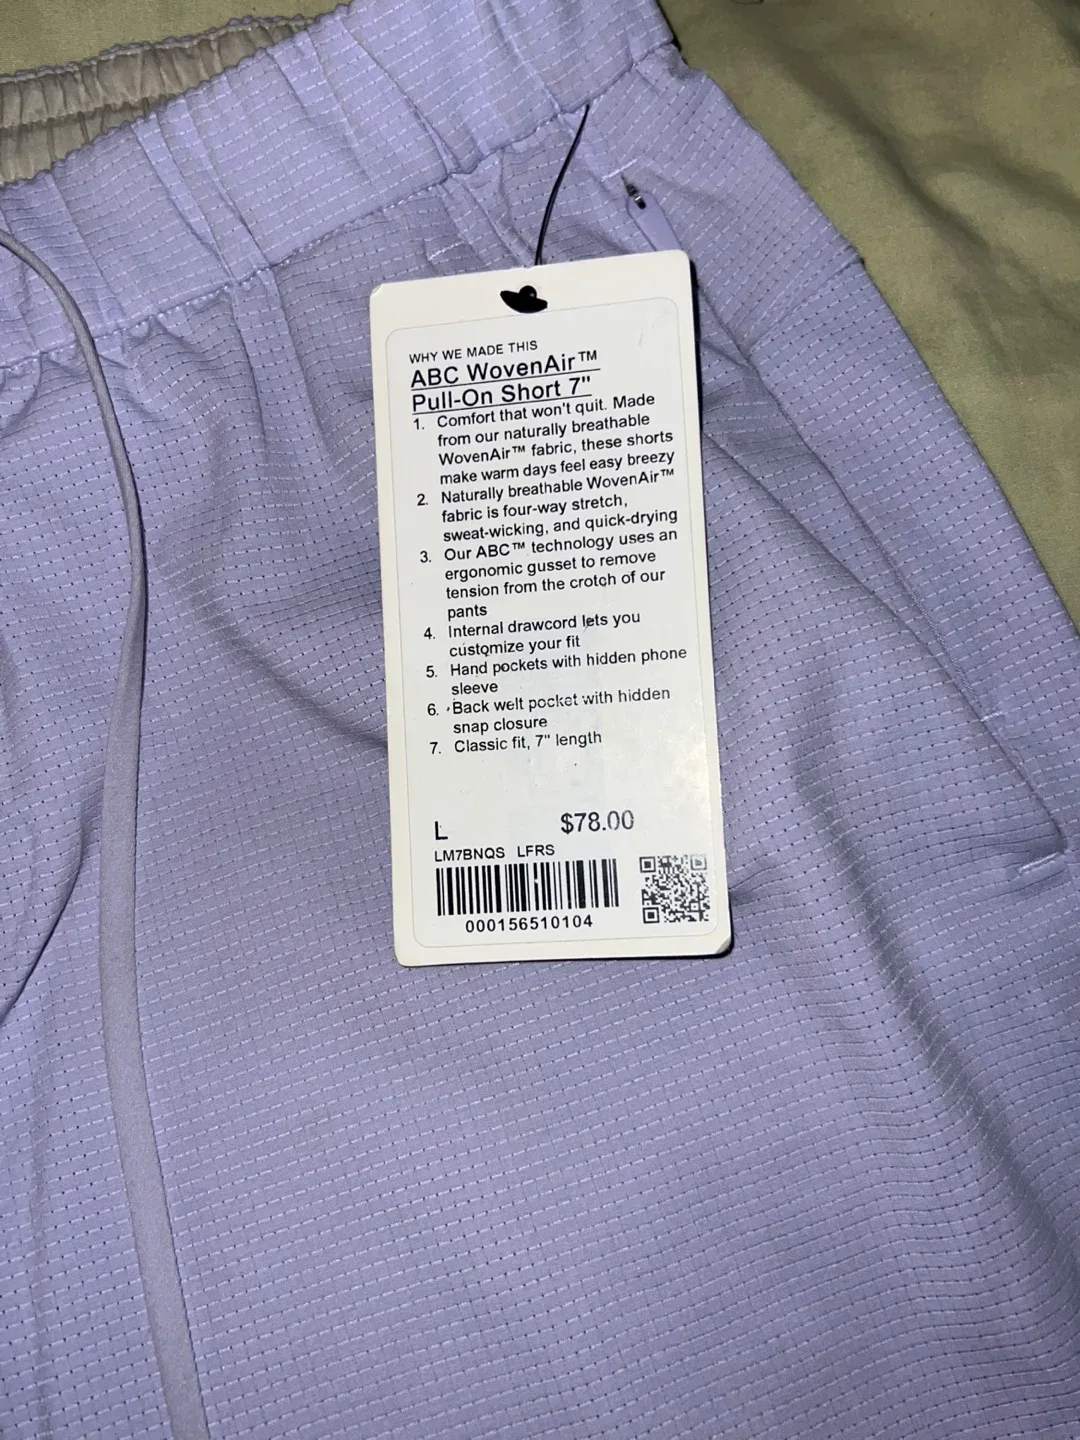 WHY WE MADE THIS
ABC WovenAir™
Pull-On Short 7"
1. Comfort that won't quit. Made
from our naturally breathable
WovenAir™ fabric, these shorts
make warm days feel easy breezy
2. Naturally breathable WovenAir™
fabric is four-way stretch,
sweat-wicking, and quick-drying
3. Our ABC™ technology uses an
ergonomic gusset to remove
tension from the crotch of our
pants
4. Internal drawcord lets you
customize your fit
5. Hand pockets with hidden phone
sleeve
6. Back welt pocket with hidden
snap closure
7. Classic fit, 7" length
L $78.00
LM7BNQS LFRS
000156510104